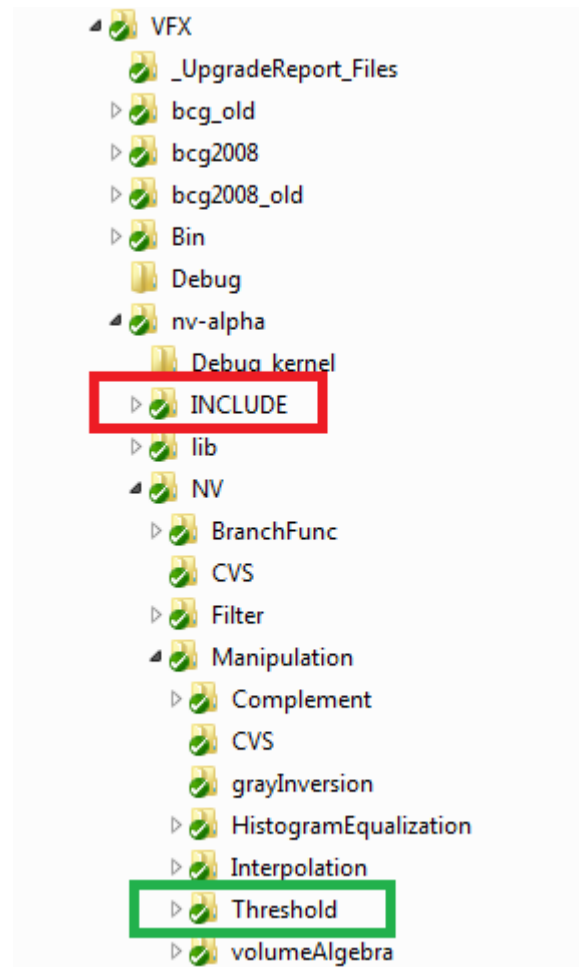 VFX
_UpgradeReport_Files
bcg_old
bcg2008
bcg2008_old
Bin
Debug
nv-alpha
Debug_kernel
INCLUDE
lib
NV
BranchFunc
CVS
Filter
Manipulation
Complement
CVS
grayInversion
HistogramEqualization
Interpolation
Threshold
volumeAlgebra